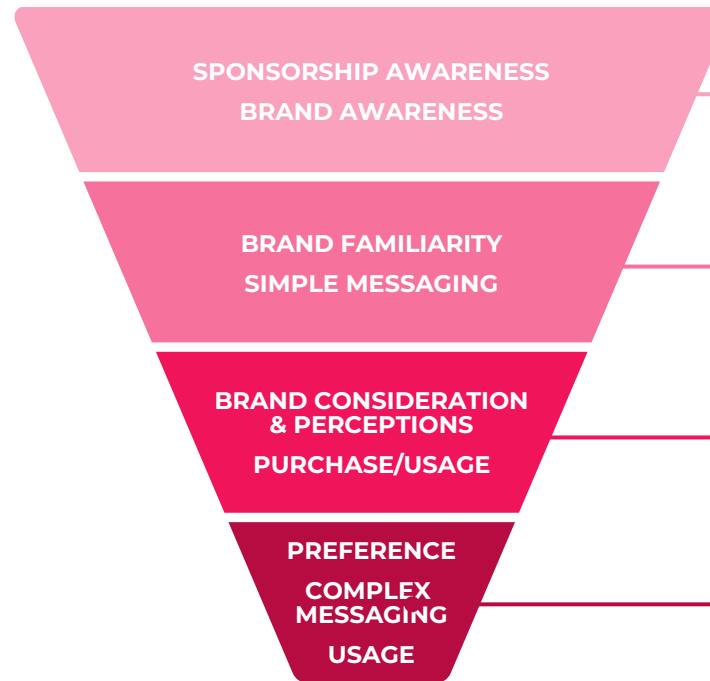 SPONSORSHIP AWARENESS
BRAND AWARENESS
BRAND FAMILIARITY
SIMPLE MESSAGING
BRAND CONSIDERATION
& PERCEPTIONS
PURCHASE/USAGE
PREFERENCE
COMPLEX
MESSAGING
USAGE